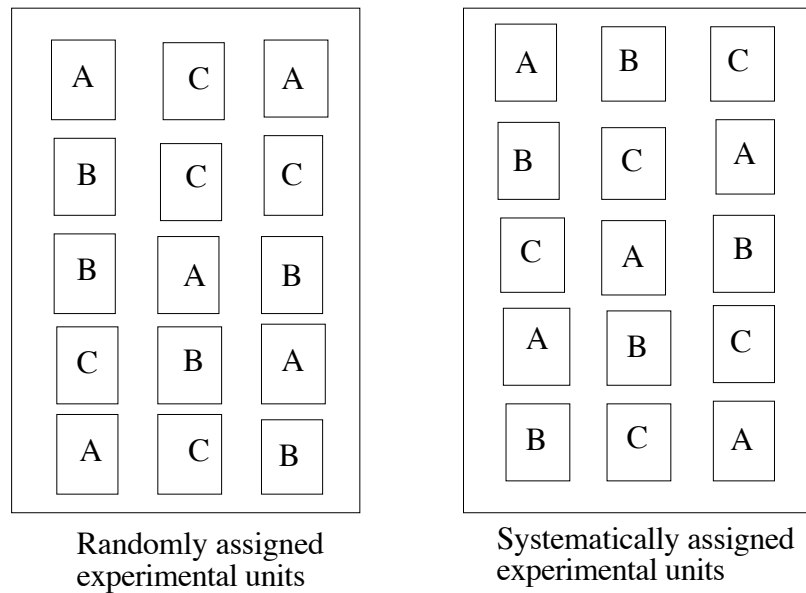 A C A
B C C
B A B
C B A
A C B
Randomly assigned
experimental units
A B C
B C A
C A B
A B C
B C A
Systematically assigned
experimental units